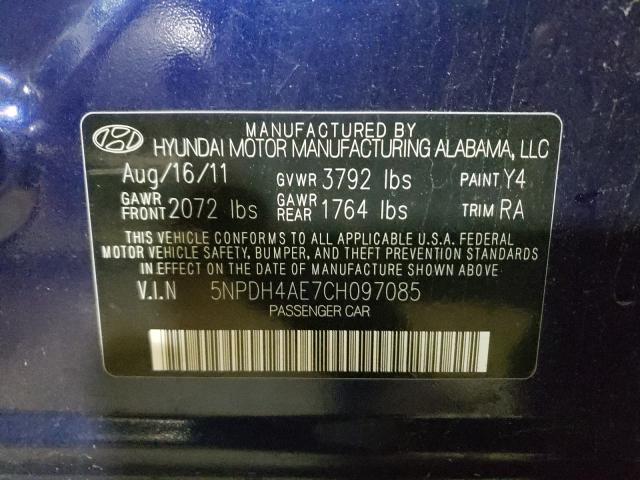 MANUFACTURED BY
HYUNDAI MOTOR MANUFACTURING ALABAMA, LLC
Aug/16/11 GVWR 3792 lbs PAINT Y4
GAWR FRONT 2072 lbs GAWR REAR 1764 lbs TRIM RA
THIS VEHICLE CONFORMS TO ALL APPLICABLE U.S.A. FEDERAL
MOTOR VEHICLE SAFETY, BUMPER, AND THEFT PREVENTION STANDARDS
IN EFFECT ON THE DATE OF MANUFACTURE SHOWN ABOVE.
V.I.N 5NPDH4AE7CH097085
PASSENGER CAR